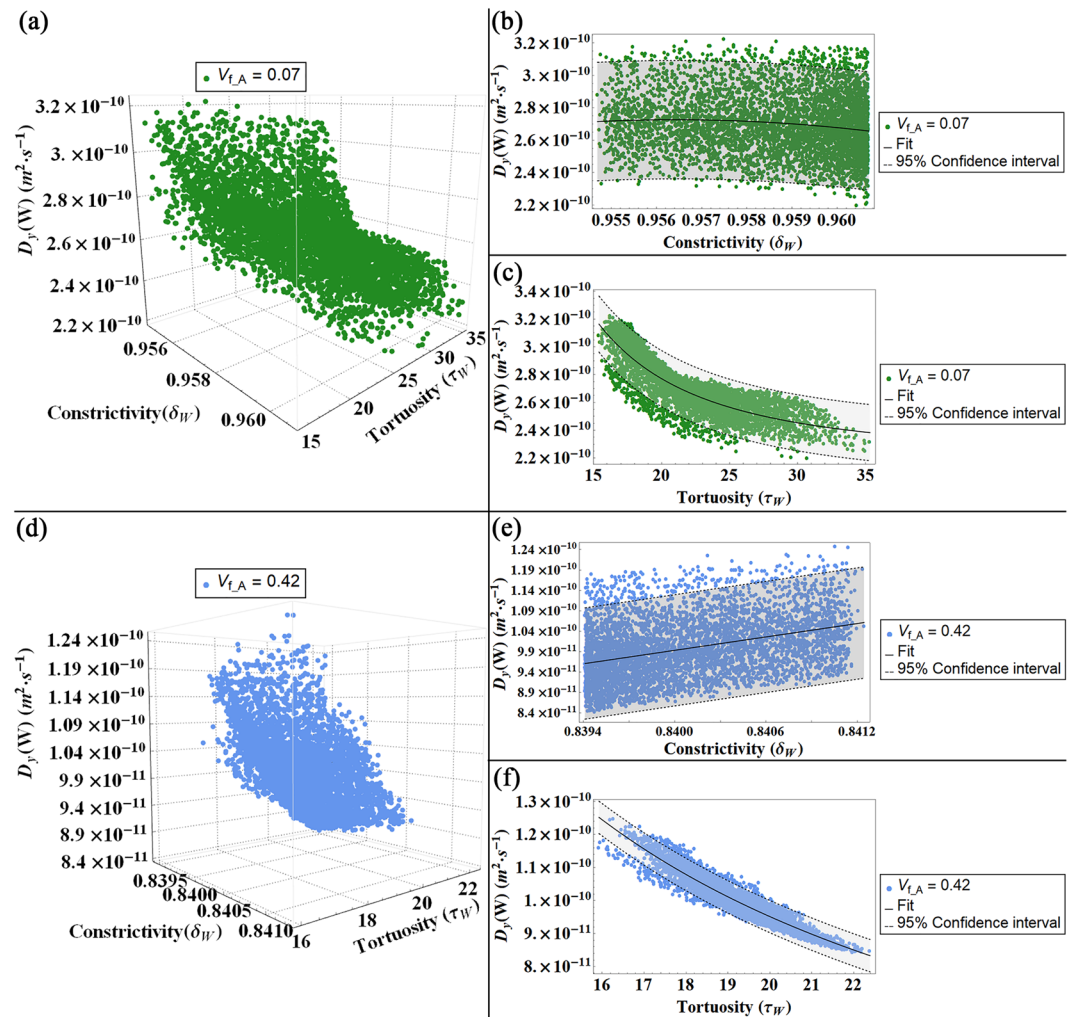 (a)
V_f_A = 0.07
3.2 × 10⁻¹⁰
3. × 10⁻¹⁰
2.8 × 10⁻¹⁰
2.6 × 10⁻¹⁰
2.4 × 10⁻¹⁰
2.2 × 10⁻¹⁰
D_y(W) (m²·s⁻¹)
0.956
0.958
0.960
Constrictivity(δ_W)
15
20
25
30
35
Tortuosity (τ_W)
(b)
3.2 × 10⁻¹⁰
3. × 10⁻¹⁰
2.8 × 10⁻¹⁰
2.6 × 10⁻¹⁰
2.4 × 10⁻¹⁰
2.2 × 10⁻¹⁰
D_y(W) (m²·s⁻¹)
0.955 0.956 0.957 0.958 0.959 0.960
Constrictivity (δ_W)
V_f_A = 0.07
Fit
95% Confidence interval
(c)
3.4 × 10⁻¹⁰
3.2 × 10⁻¹⁰
3. × 10⁻¹⁰
2.8 × 10⁻¹⁰
2.6 × 10⁻¹⁰
2.4 × 10⁻¹⁰
2.2 × 10⁻¹⁰
D_y(W) (m²·s⁻¹)
15 20 25 30 35
Tortuosity (τ_W)
V_f_A = 0.07
Fit
95% Confidence interval
(d)
V_f_A = 0.42
1.24 × 10⁻¹⁰
1.19 × 10⁻¹⁰
1.14 × 10⁻¹⁰
1.09 × 10⁻¹⁰
1.04 × 10⁻¹⁰
9.9 × 10⁻¹¹
9.4 × 10⁻¹¹
8.9 × 10⁻¹¹
8.4 × 10⁻¹¹
D_y(W) (m²·s⁻¹)
0.8395
0.8400
0.8405
0.8410
Constrictivity(δ_W)
16
18
20
22
Tortuosity (τ_W)
(e)
1.24 × 10⁻¹⁰
1.19 × 10⁻¹⁰
1.14 × 10⁻¹⁰
1.09 × 10⁻¹⁰
1.04 × 10⁻¹⁰
9.9 × 10⁻¹¹
9.4 × 10⁻¹¹
8.9 × 10⁻¹¹
8.4 × 10⁻¹¹
D_y(W) (m²·s⁻¹)
0.8394 0.8400 0.8406 0.8412
Constrictivity (δ_W)
V_f_A = 0.42
Fit
95% Confidence interval
(f)
1.3 × 10⁻¹⁰
1.2 × 10⁻¹⁰
1.1 × 10⁻¹⁰
1. × 10⁻¹⁰
9. × 10⁻¹¹
8. × 10⁻¹¹
D_y(W) (m²·s⁻¹)
16 17 18 19 20 21 22
Tortuosity (τ_W)
V_f_A = 0.42
Fit
95% Confidence interval